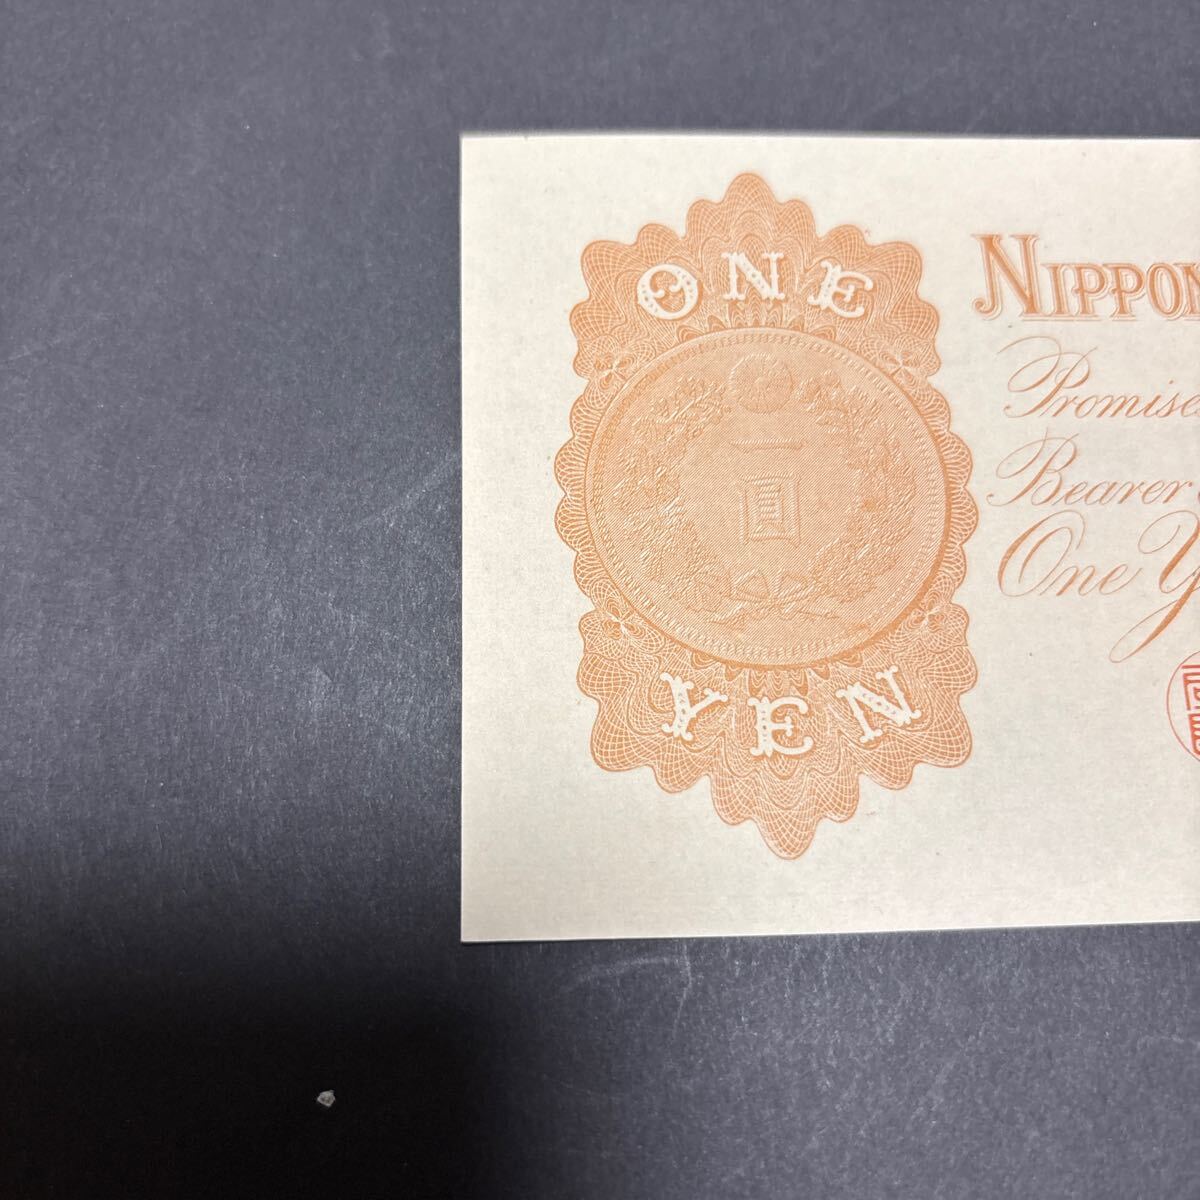 ONE
一
圓
YEN
NIPPON
Promise
Bearer
One Y